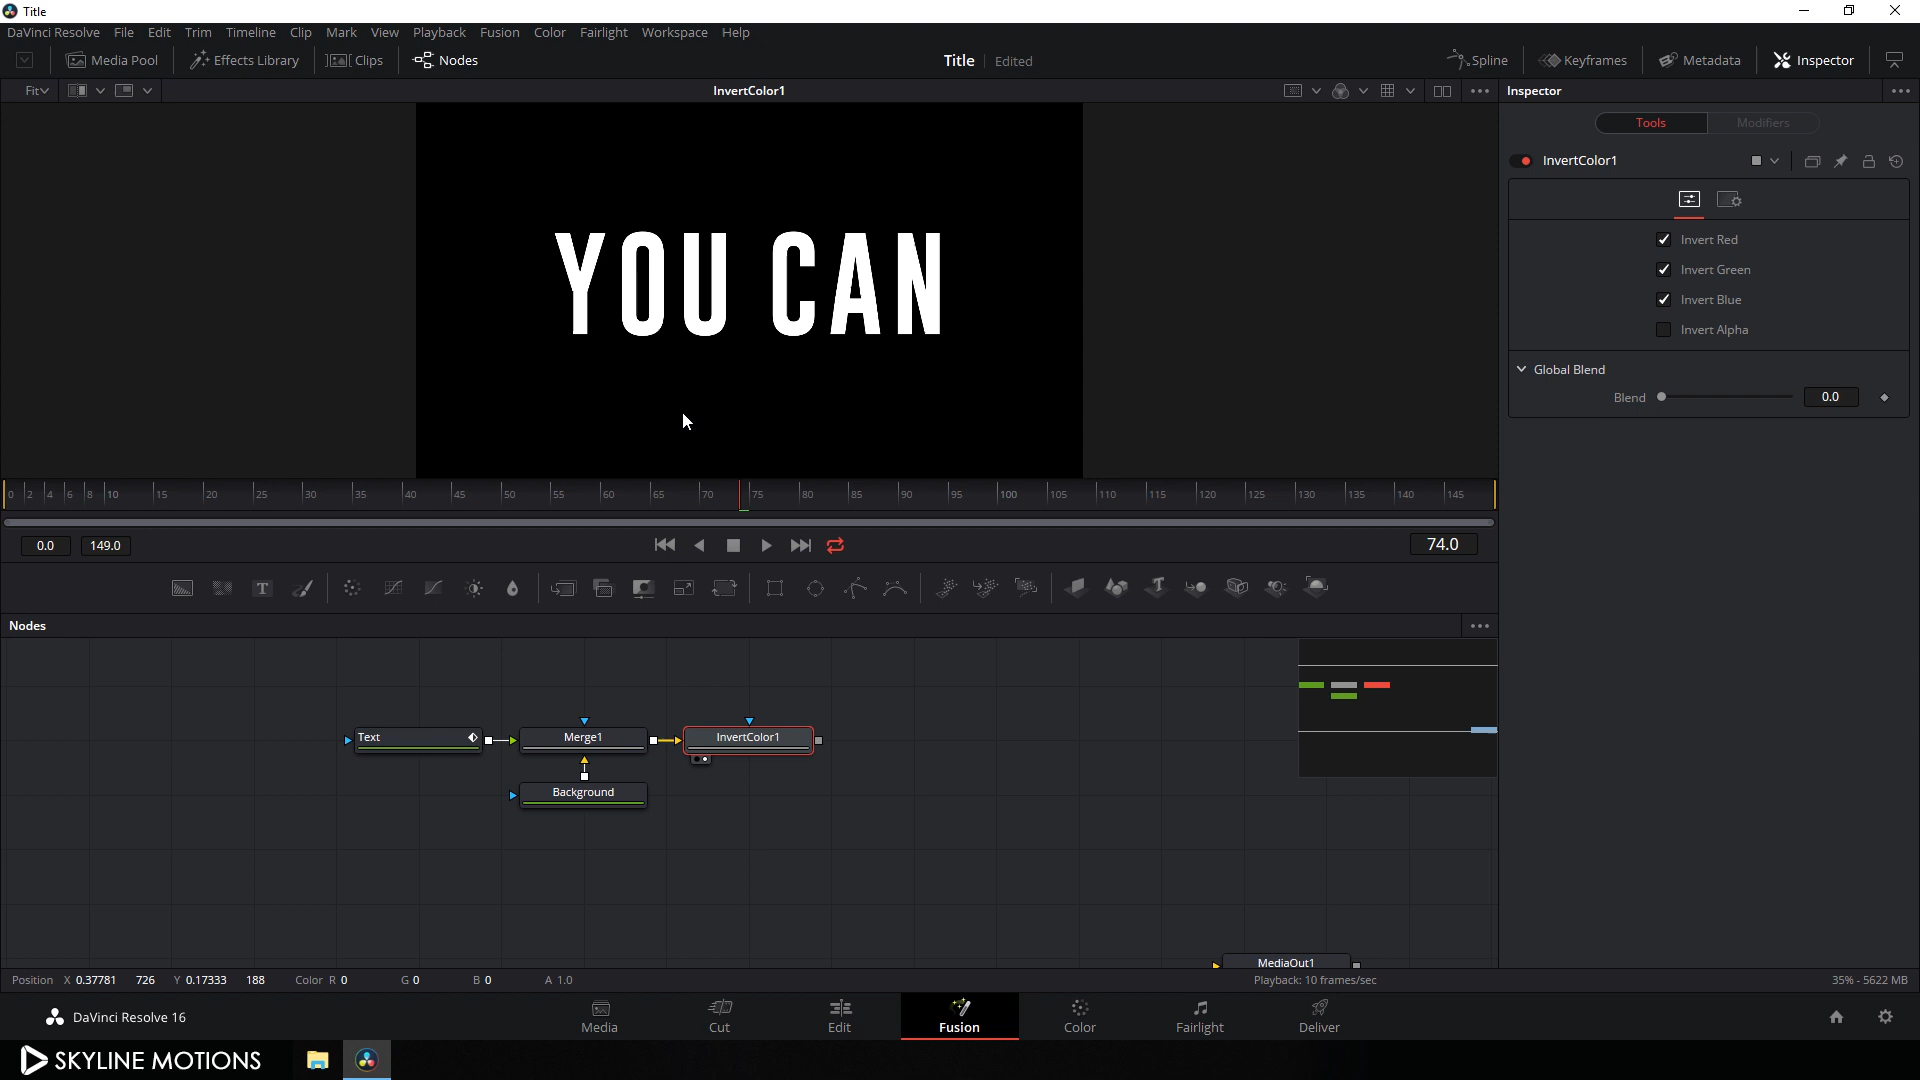 Title
DaVinci Resolve File Edit Trim Timeline Clip Mark View Playback Fusion Color Fairlight Workspace Help
Media Pool Effects Library Clips Nodes Title Edited Spline Keyframes Metadata Inspector
Fit InvertColor1 Inspector
Tools Modifiers
InvertColor1
YOU CAN
Invert Red
Invert Green
Invert Blue
Invert Alpha
Global Blend
Blend 0.0
0 2 4 6 8 10 15 20 25 30 35 40 45 50 55 60 65 70 75 80 85 90 95 100 105 110 115 120 125 130 135 140 145
0.0 149.0 74.0
T T
Nodes
Text Merge1 InvertColor1
Background
MediaOut1
Position X 0.37781 726 Y 0.17333 188 Color R 0 G 0 B 0 A 1.0 Playback: 10 frames/sec 35% - 5622 MB
DaVinci Resolve 16 Media Cut Edit Fusion Color Fairlight Deliver
SKYLINE MOTIONS